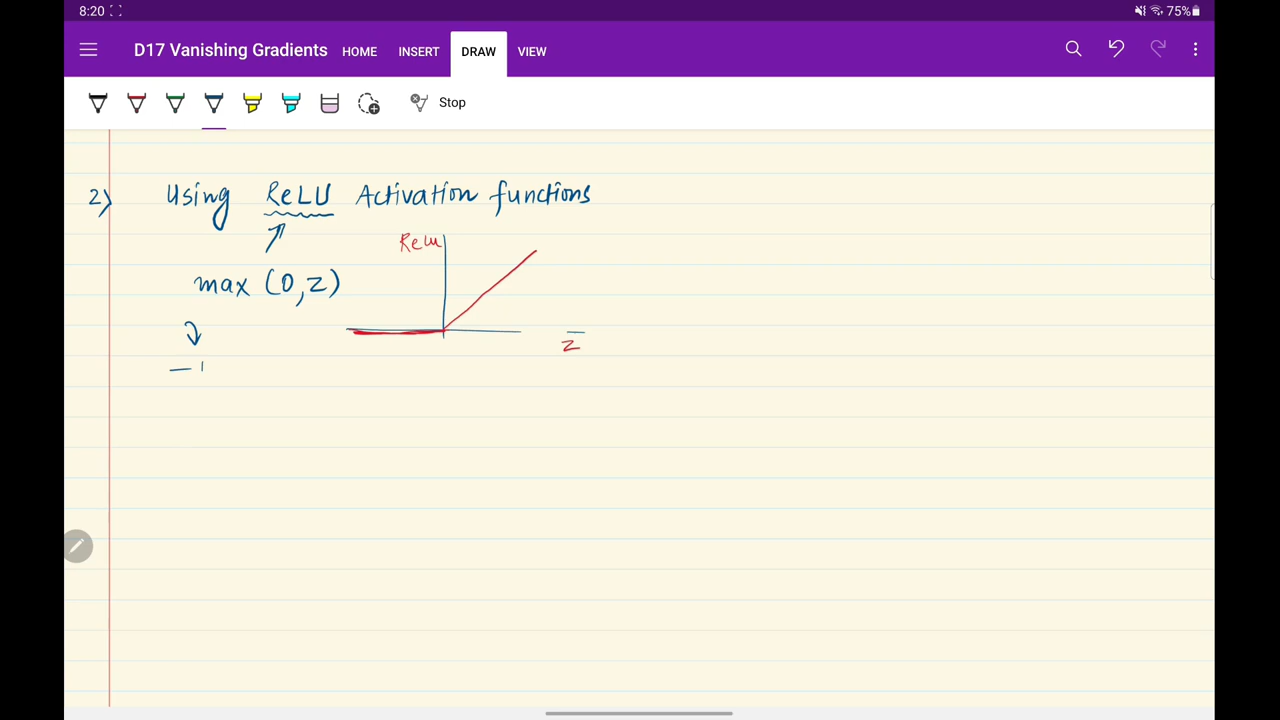 8:20 75%
D17 Vanishing Gradients HOME INSERT DRAW VIEW
Stop
2) Using ReLU Activation functions
Relu
max (0,z)
z